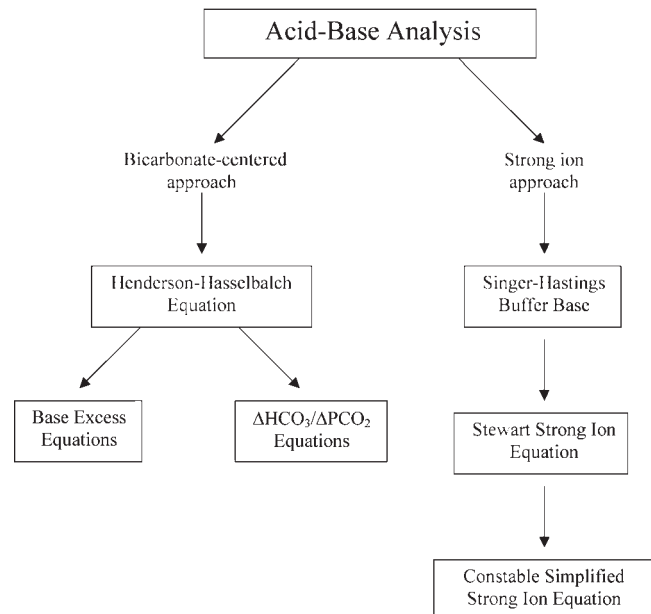 Acid-Base Analysis
Bicarbonate-centered
approach
Strong ion
approach
Henderson-Hasselbalch
Equation
Singer-Hastings
Buffer Base
Base Excess
Equations
ΔHCO₃/ΔPCO₂
Equations
Stewart Strong Ion
Equation
Constable Simplified
Strong Ion Equation